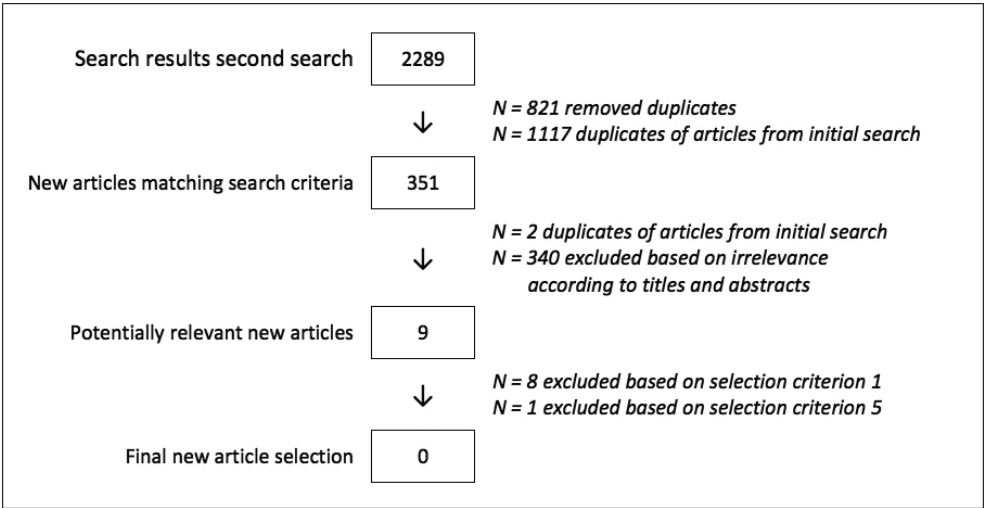 Search results second search
2289
N = 821 removed duplicates
N = 1117 duplicates of articles from initial search
New articles matching search criteria
351
N = 2 duplicates of articles from initial search
N = 340 excluded based on irrelevance
according to titles and abstracts
Potentially relevant new articles
9
N = 8 excluded based on selection criterion 1
N = 1 excluded based on selection criterion 5
Final new article selection
0